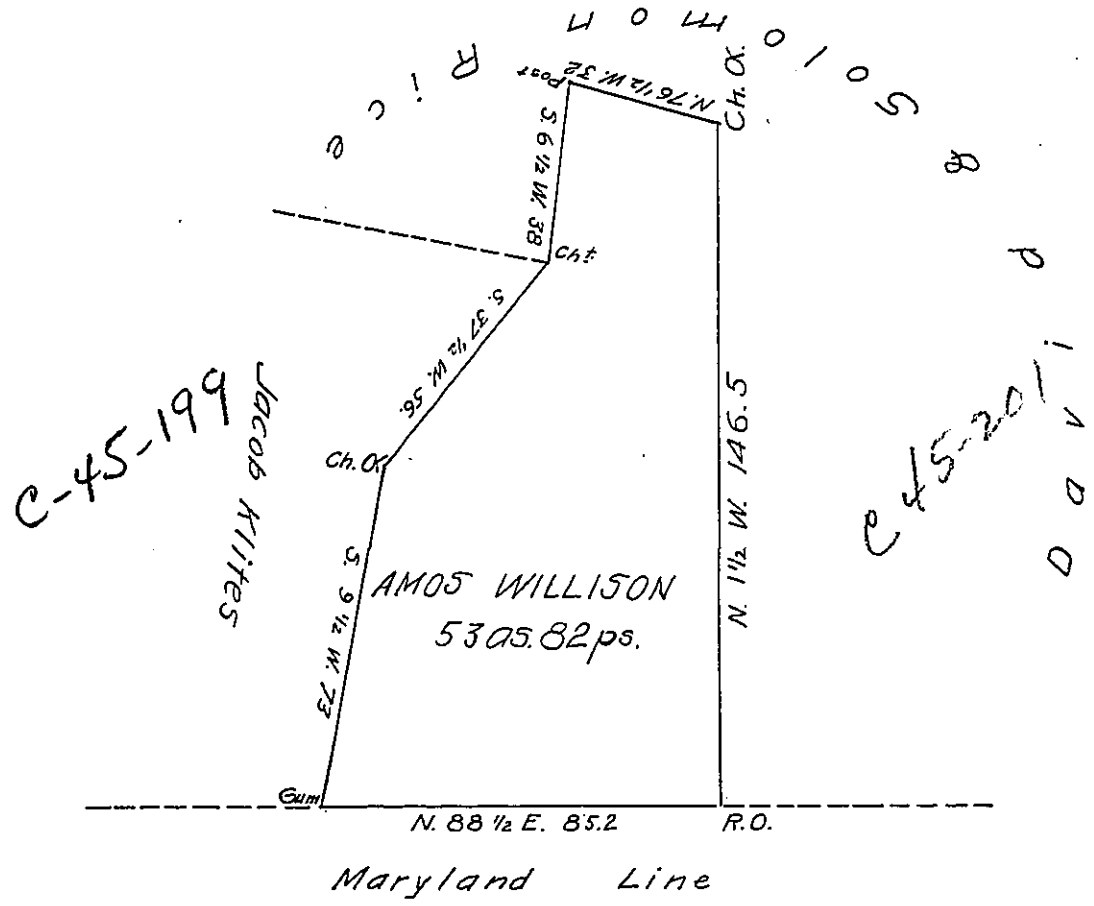 David & Solomon Rice
Post
N. 76 1/2 W. 32
Ch. O.
S. 6 1/2 W. 38
Cht
S. 37 1/2 W. 56.
C-45-199
Jacob Klites
Ch. O.
N. 1 1/2 W. 146.5
C 45-201
S. 9 1/2 W. 73
AMOS WILLISON
53 as. 82 ps.
Gum
N. 88 1/2 E. 85.2
R.O.
Maryland Line